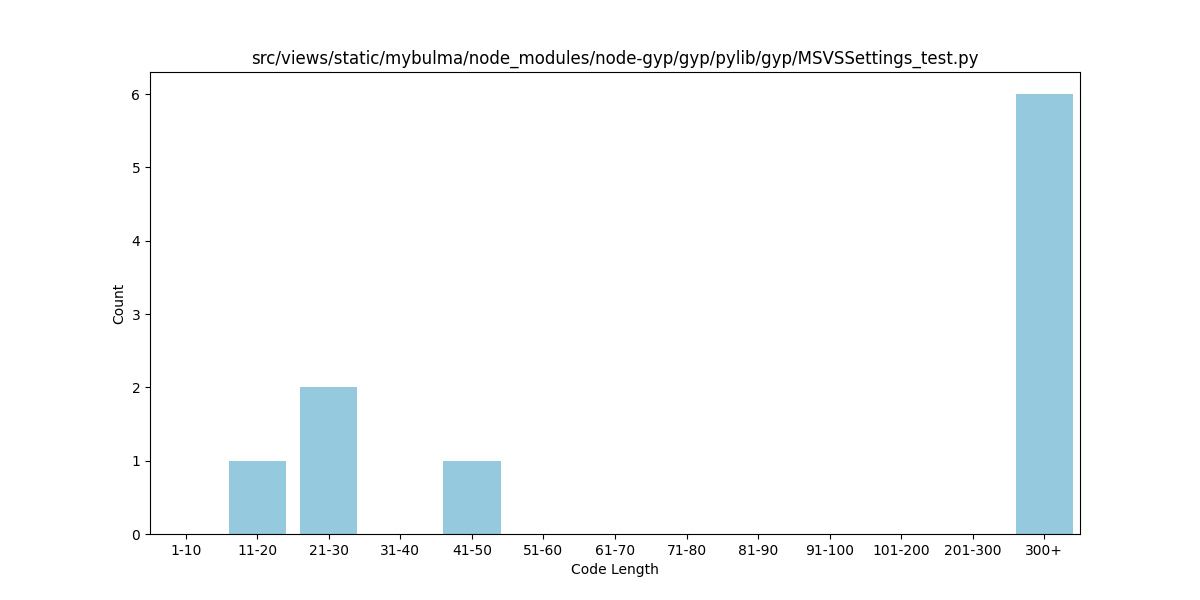 src/views/static/mybulma/node_modules/node-gyp/gyp/pylib/gyp/MSVSSettings_test.py
6
5
4
3
2
1
0
Count
1-10 11-20 21-30 31-40 41-50 51-60 61-70 71-80 81-90 91-100 101-200 201-300 300+
Code Length